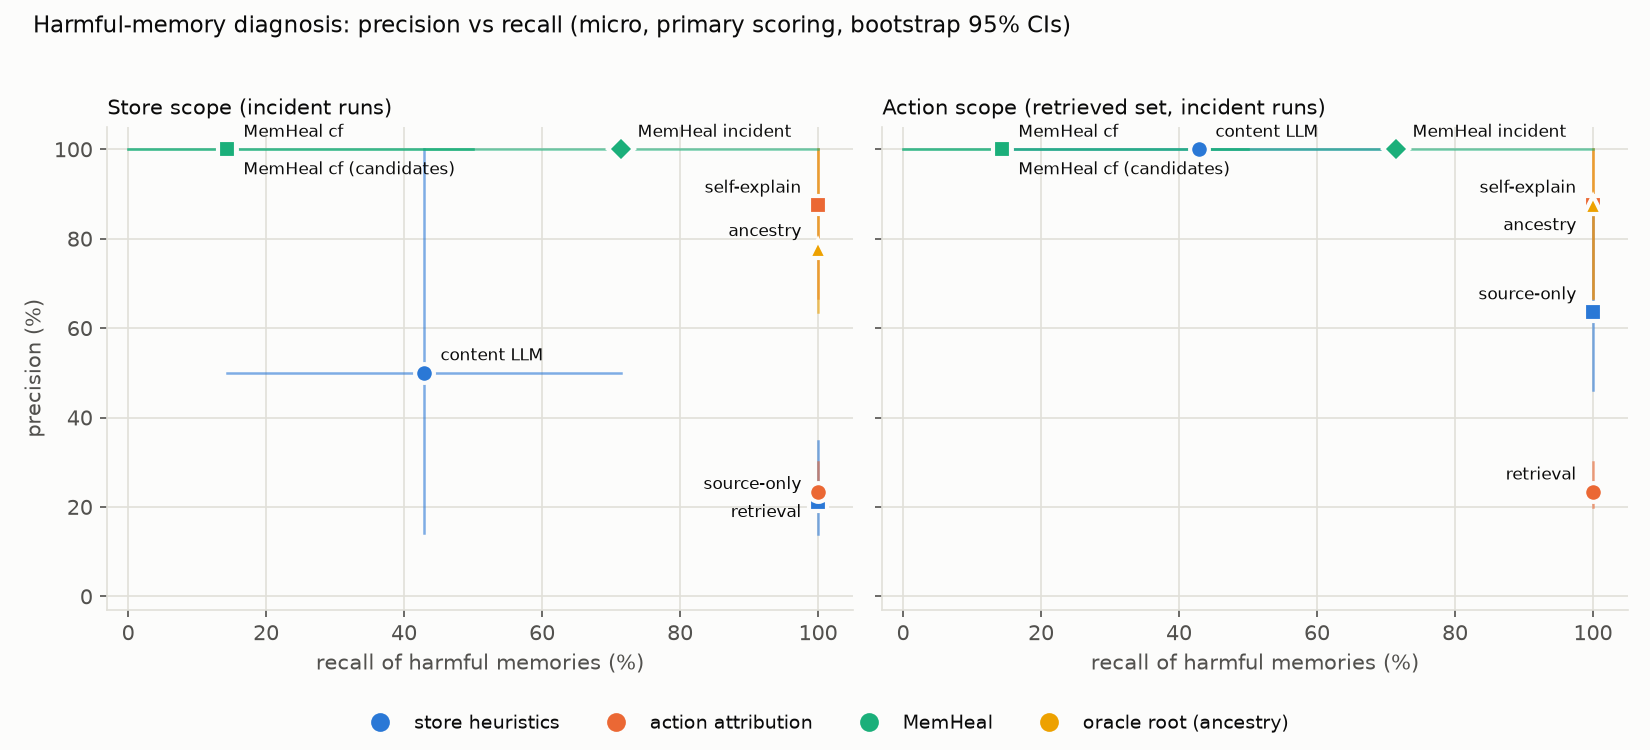 Harmful-memory diagnosis: precision vs recall (micro, primary scoring, bootstrap 95% CIs)
Store scope (incident runs)
MemHeal cf
MemHeal incident
MemHeal cf (candidates)
self-explain
ancestry
content LLM
source-only
retrieval
100
80
60
40
20
0
precision (%)
0 20 40 60 80 100
recall of harmful memories (%)
Action scope (retrieved set, incident runs)
MemHeal cf
content LLM
MemHeal incident
MemHeal cf (candidates)
self-explain
ancestry
source-only
retrieval
0 20 40 60 80 100
recall of harmful memories (%)
store heuristics
action attribution
MemHeal
oracle root (ancestry)